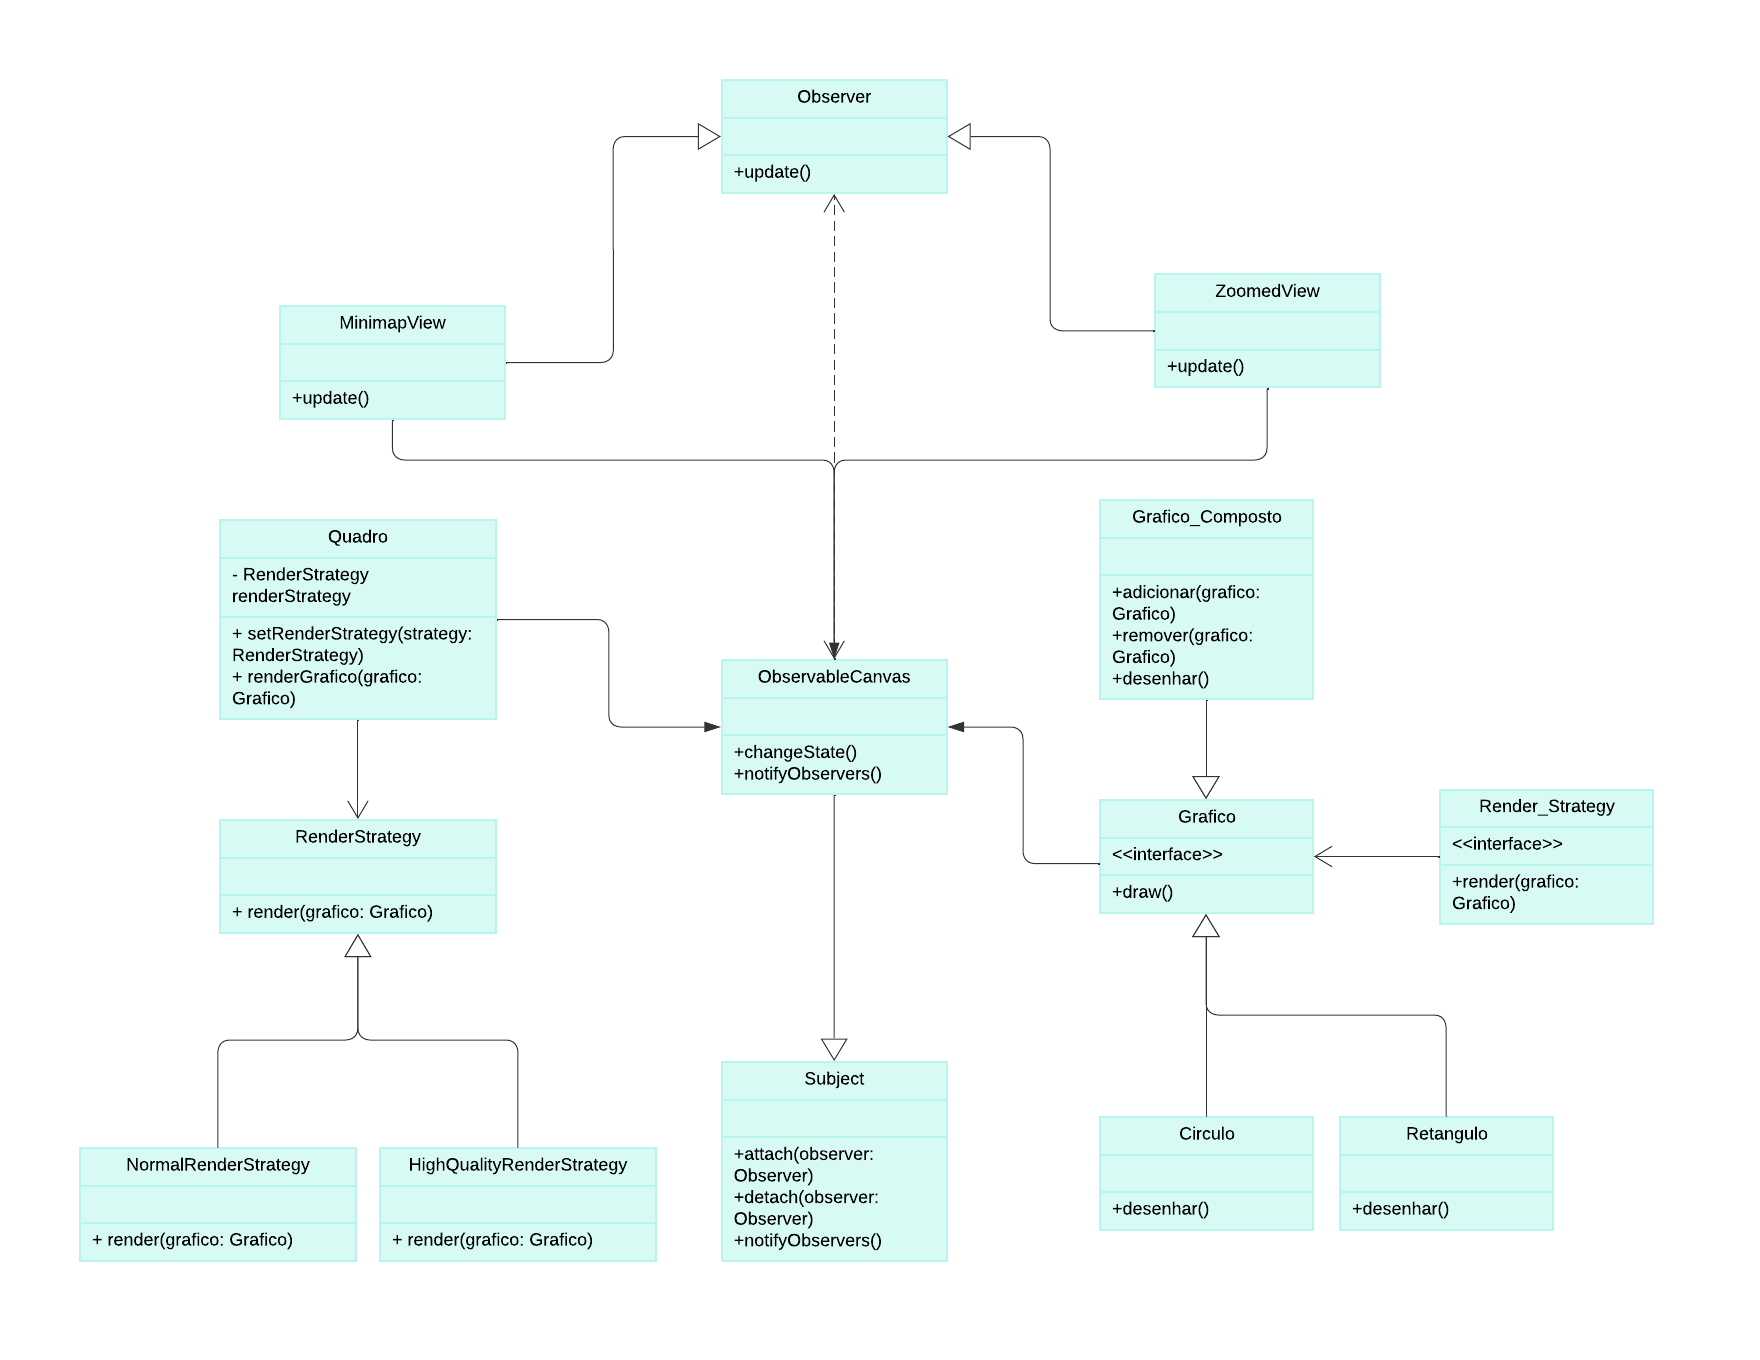 Observer
+update()
MinimapView
+update()
ZoomedView
+update()
Quadro
- RenderStrategy
renderStrategy
+ setRenderStrategy(strategy:
RenderStrategy)
+ renderGrafico(grafico:
Grafico)
ObservableCanvas
+changeState()
+notifyObservers()
Grafico_Composto
+adicionar(grafico:
Grafico)
+remover(grafico:
Grafico)
+desenhar()
RenderStrategy
+ render(grafico: Grafico)
Grafico
<<interface>>
+draw()
Render_Strategy
<<interface>>
+render(grafico:
Grafico)
NormalRenderStrategy
+ render(grafico: Grafico)
HighQualityRenderStrategy
+ render(grafico: Grafico)
Subject
+attach(observer:
Observer)
+detach(observer:
Observer)
+notifyObservers()
Circulo
+desenhar()
Retangulo
+desenhar()